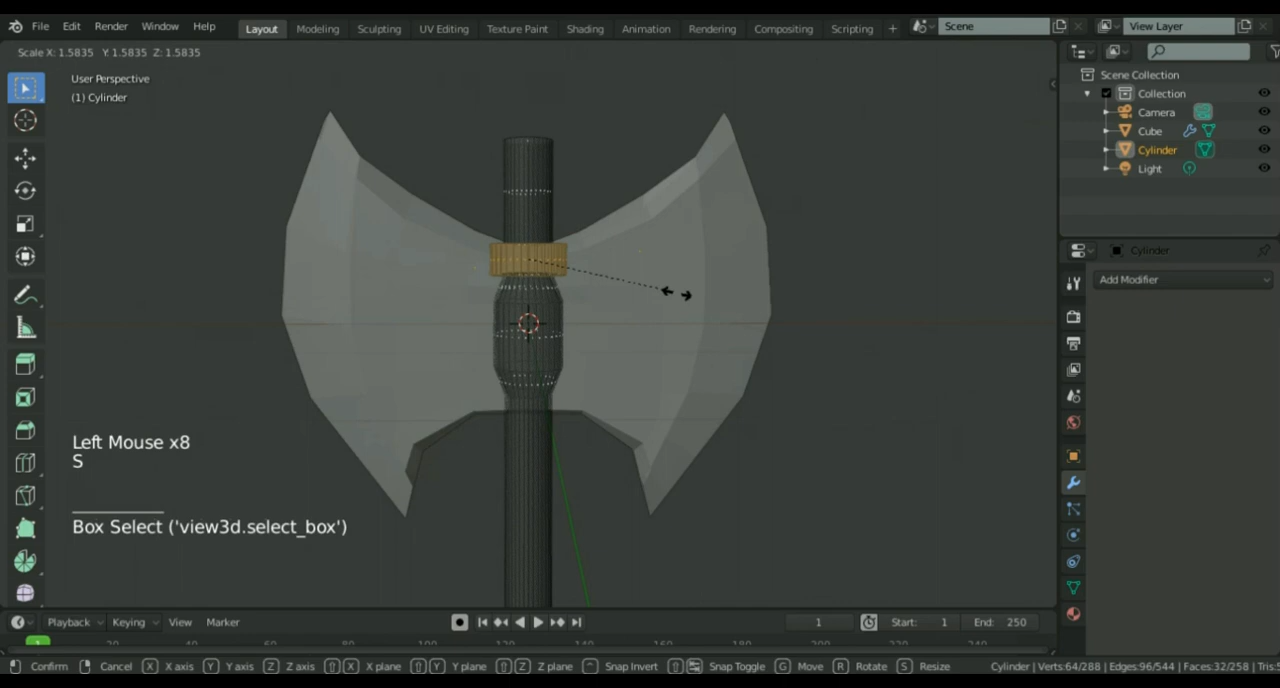 File Edit Render Window Help Layout Modeling Sculpting UV Editing Texture Paint Shading Animation Rendering Compositing Scripting + Scene View Layer
Scale X: 1.5835 Y: 1.5835 Z: 1.5835
User Perspective
(1) Cylinder
Scene Collection
Collection
Camera
Cube
Cylinder
Light
Cylinder
Add Modifier
Left Mouse x8
S
Box Select ('view3d.select_box')
Playback Keying View Marker 1 Start: 1 End: 250
1
Confirm Cancel X X axis Y Y axis Z Z axis X X plane Y Y plane Z Z plane Snap Invert Snap Toggle G Move R Rotate S Resize Cylinder | Verts:64/288 | Edges:96/544 | Faces:32/258 | Tris:5